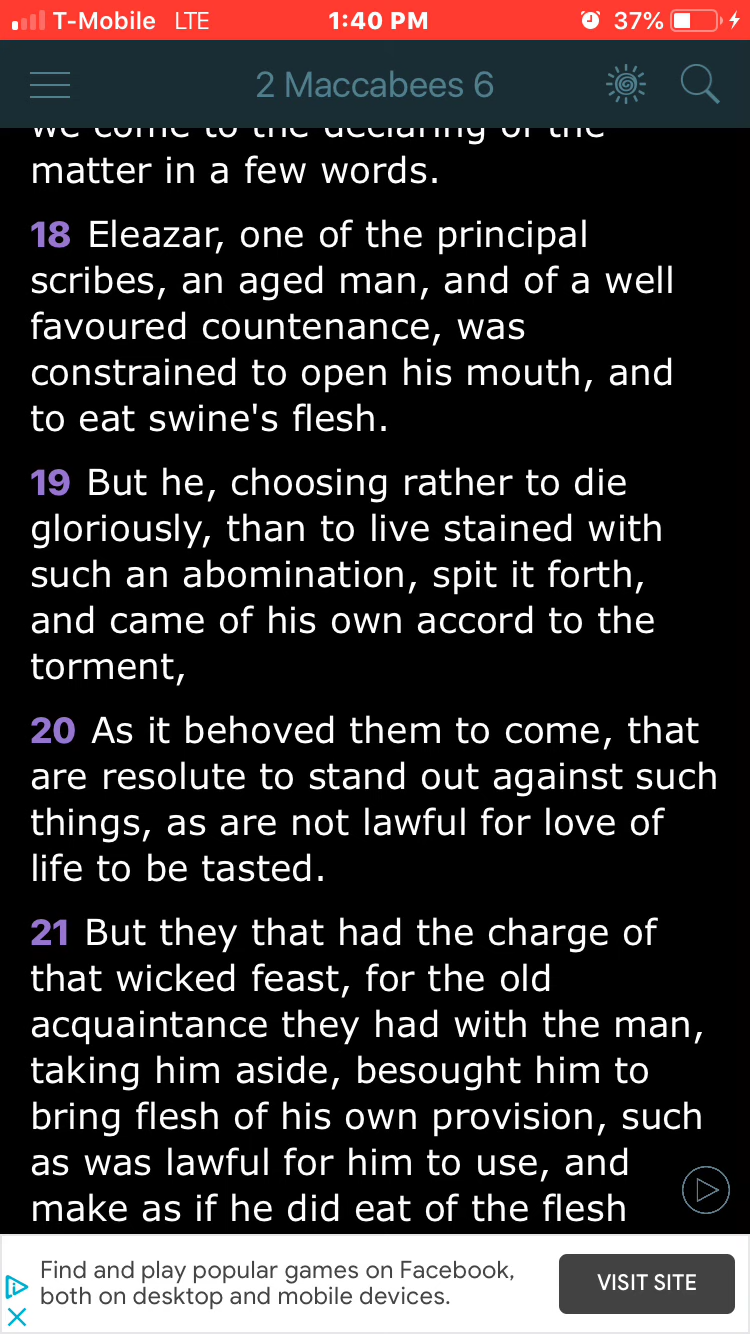 T-Mobile LTE 1:40 PM 37%
2 Maccabees 6
we come to the declaring of the
matter in a few words.
18 Eleazar, one of the principal
scribes, an aged man, and of a well
favoured countenance, was
constrained to open his mouth, and
to eat swine's flesh.
19 But he, choosing rather to die
gloriously, than to live stained with
such an abomination, spit it forth,
and came of his own accord to the
torment,
20 As it behoved them to come, that
are resolute to stand out against such
things, as are not lawful for love of
life to be tasted.
21 But they that had the charge of
that wicked feast, for the old
acquaintance they had with the man,
taking him aside, besought him to
bring flesh of his own provision, such
as was lawful for him to use, and
make as if he did eat of the flesh
Find and play popular games on Facebook,
both on desktop and mobile devices.
VISIT SITE